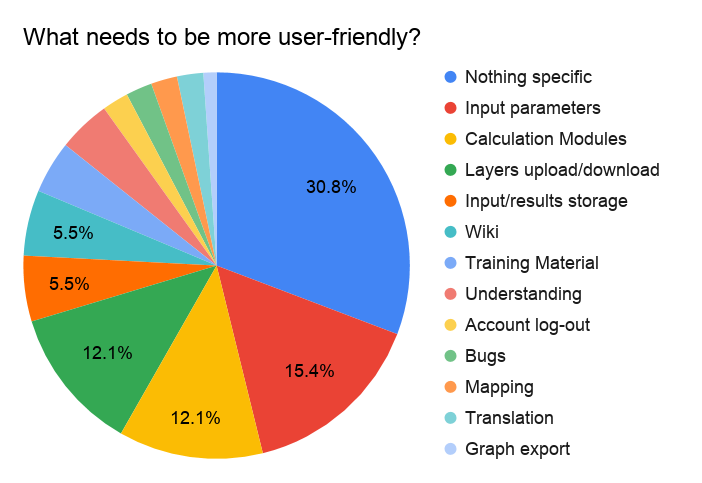 What needs to be more user-friendly?
30.8%
15.4%
12.1%
12.1%
5.5%
5.5%
Nothing specific
Input parameters
Calculation Modules
Layers upload/download
Input/results storage
Wiki
Training Material
Understanding
Account log-out
Bugs
Mapping
Translation
Graph export